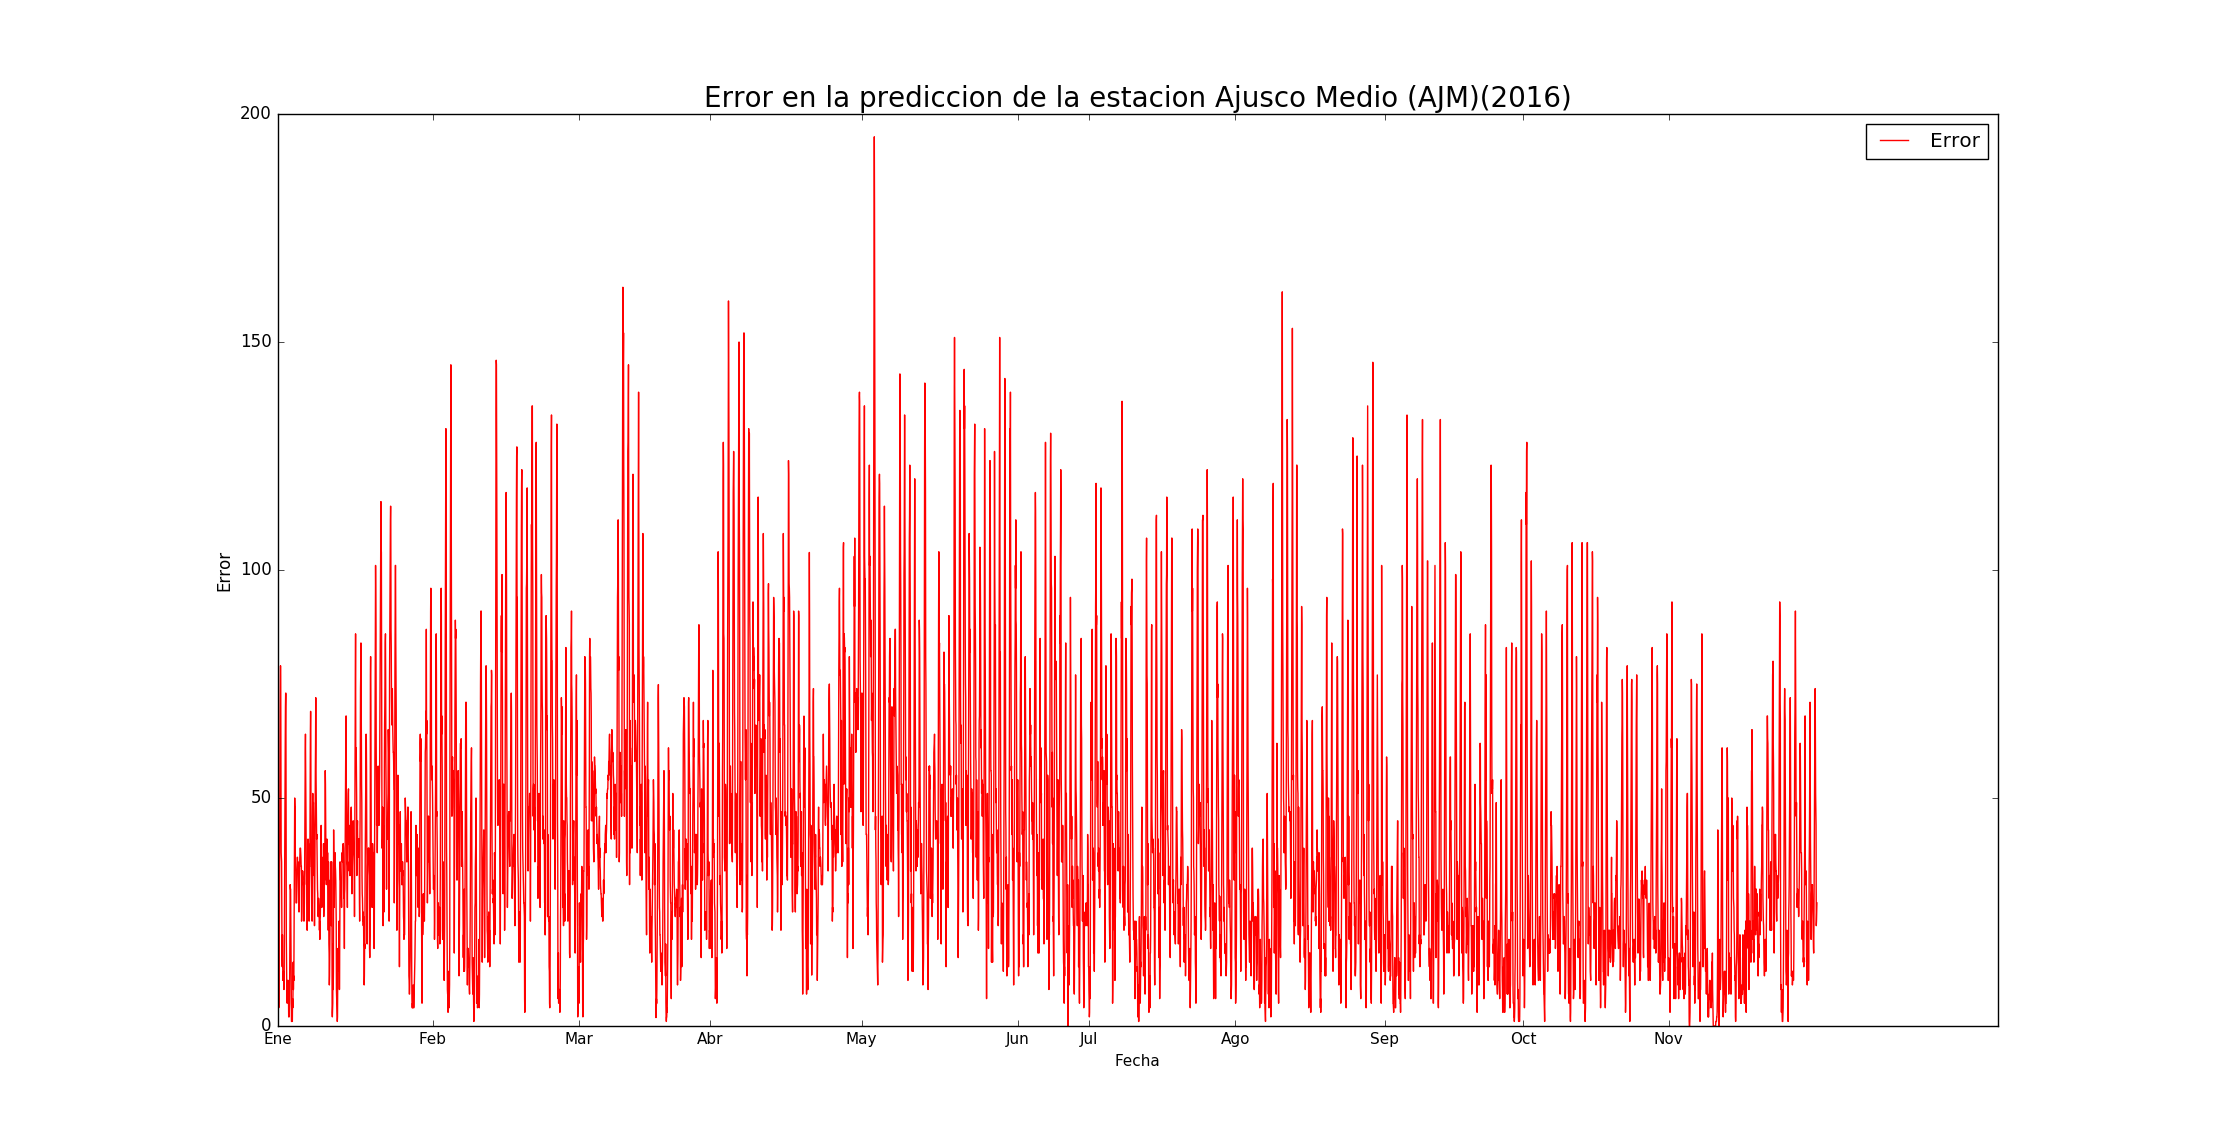 Error en la prediccion de la estacion Ajusco Medio (AJM)(2016)
200
150
100
50
0
Error
Error
Ene Feb Mar Abr May Jun Jul Ago Sep Oct Nov
Fecha